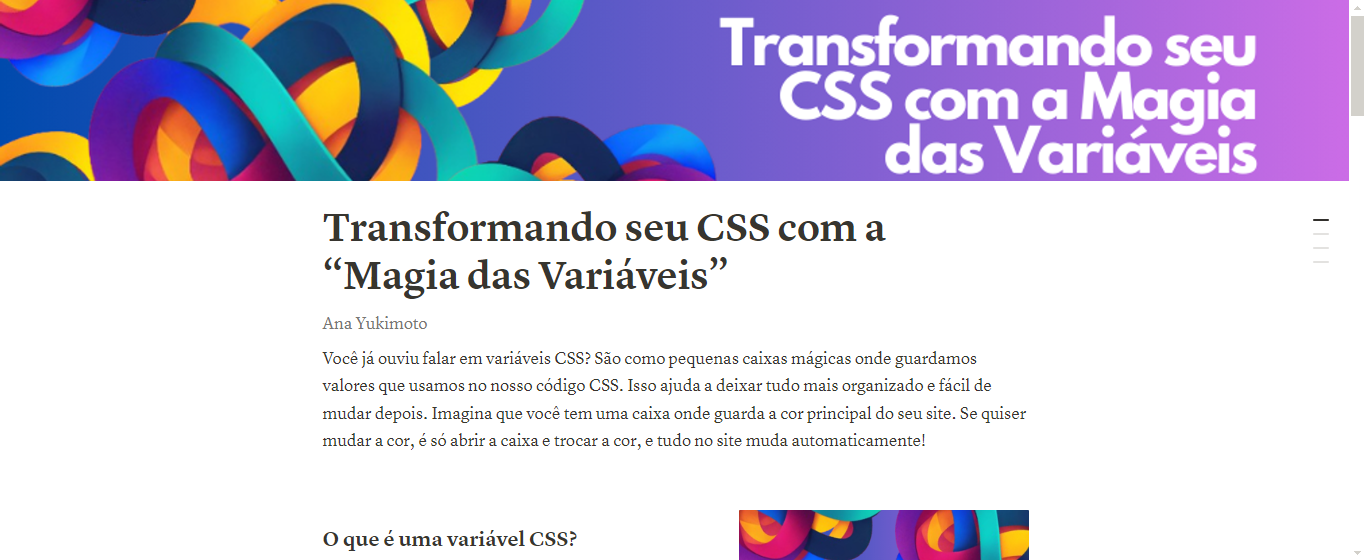 Transformando seu
CSS com a Magia
das Variáveis
Transformando seu CSS com a
“Magia das Variáveis”
Ana Yukimoto
Você já ouviu falar em variáveis CSS? São como pequenas caixas mágicas onde guardamos
valores que usamos no nosso código CSS. Isso ajuda a deixar tudo mais organizado e fácil de
mudar depois. Imagina que você tem uma caixa onde guarda a cor principal do seu site. Se quiser
mudar a cor, é só abrir a caixa e trocar a cor, e tudo no site muda automaticamente!
O que é uma variável CSS?